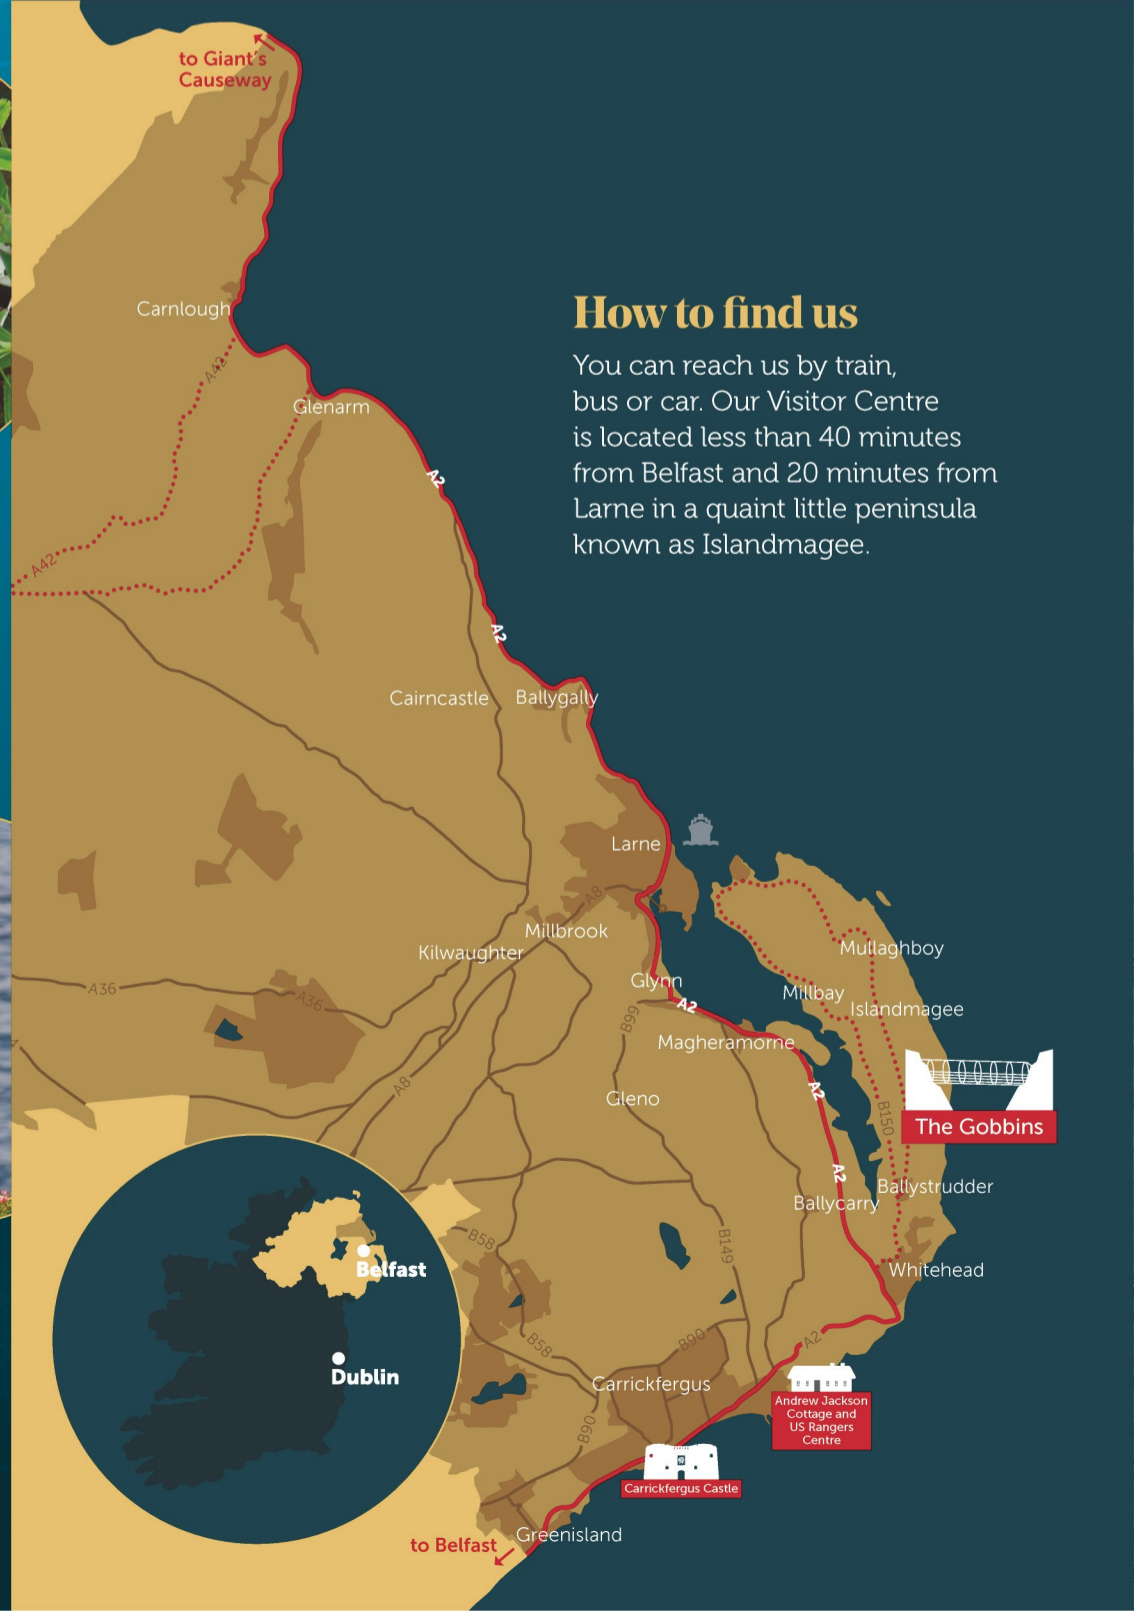 to Giant's
Causeway
Carnlough
How to find us
You can reach us by train,
bus or car. Our Visitor Centre
is located less than 40 minutes
from Belfast and 20 minutes from
Larne in a quaint little peninsula
known as Islandmagee.
A42
Glenarm
A2
A42
A2
Cairncastle
Ballygally
Larne
A8
Millbrook
Kilwaughter
Mullaghboy
Glynn
Millbay
Islandmagee
A36
A36
A2
B99
Magheramorne
A8
Gleno
A2
B150
The Gobbins
A2
Ballycarry
Ballystrudder
B58
B149
Whitehead
Belfast
Dublin
B58
B90
A2
Carrickfergus
Andrew Jackson
Cottage and
US Rangers
Centre
B90
Carrickfergus Castle
Greenisland
to Belfast